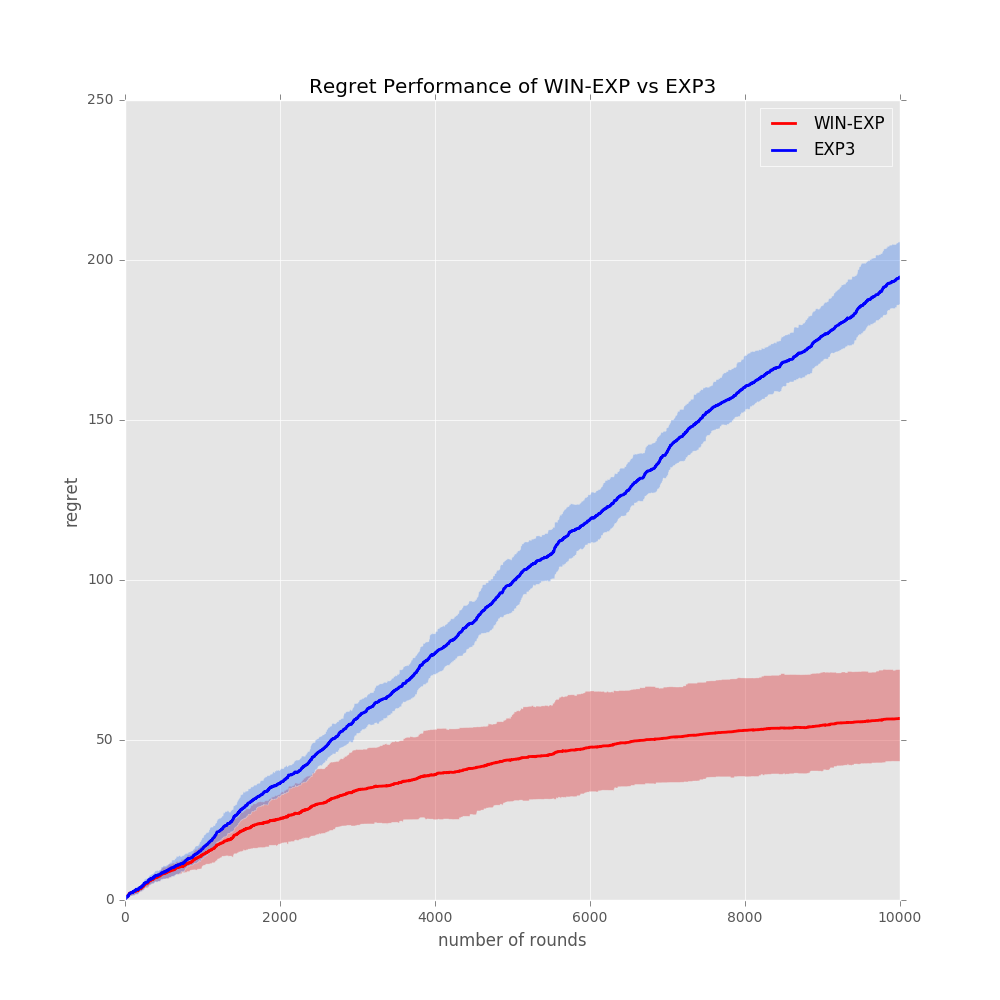 Regret Performance of WIN-EXP vs EXP3
WIN-EXP
EXP3
250
200
150
100
50
0
regret
0 2000 4000 6000 8000 10000
number of rounds